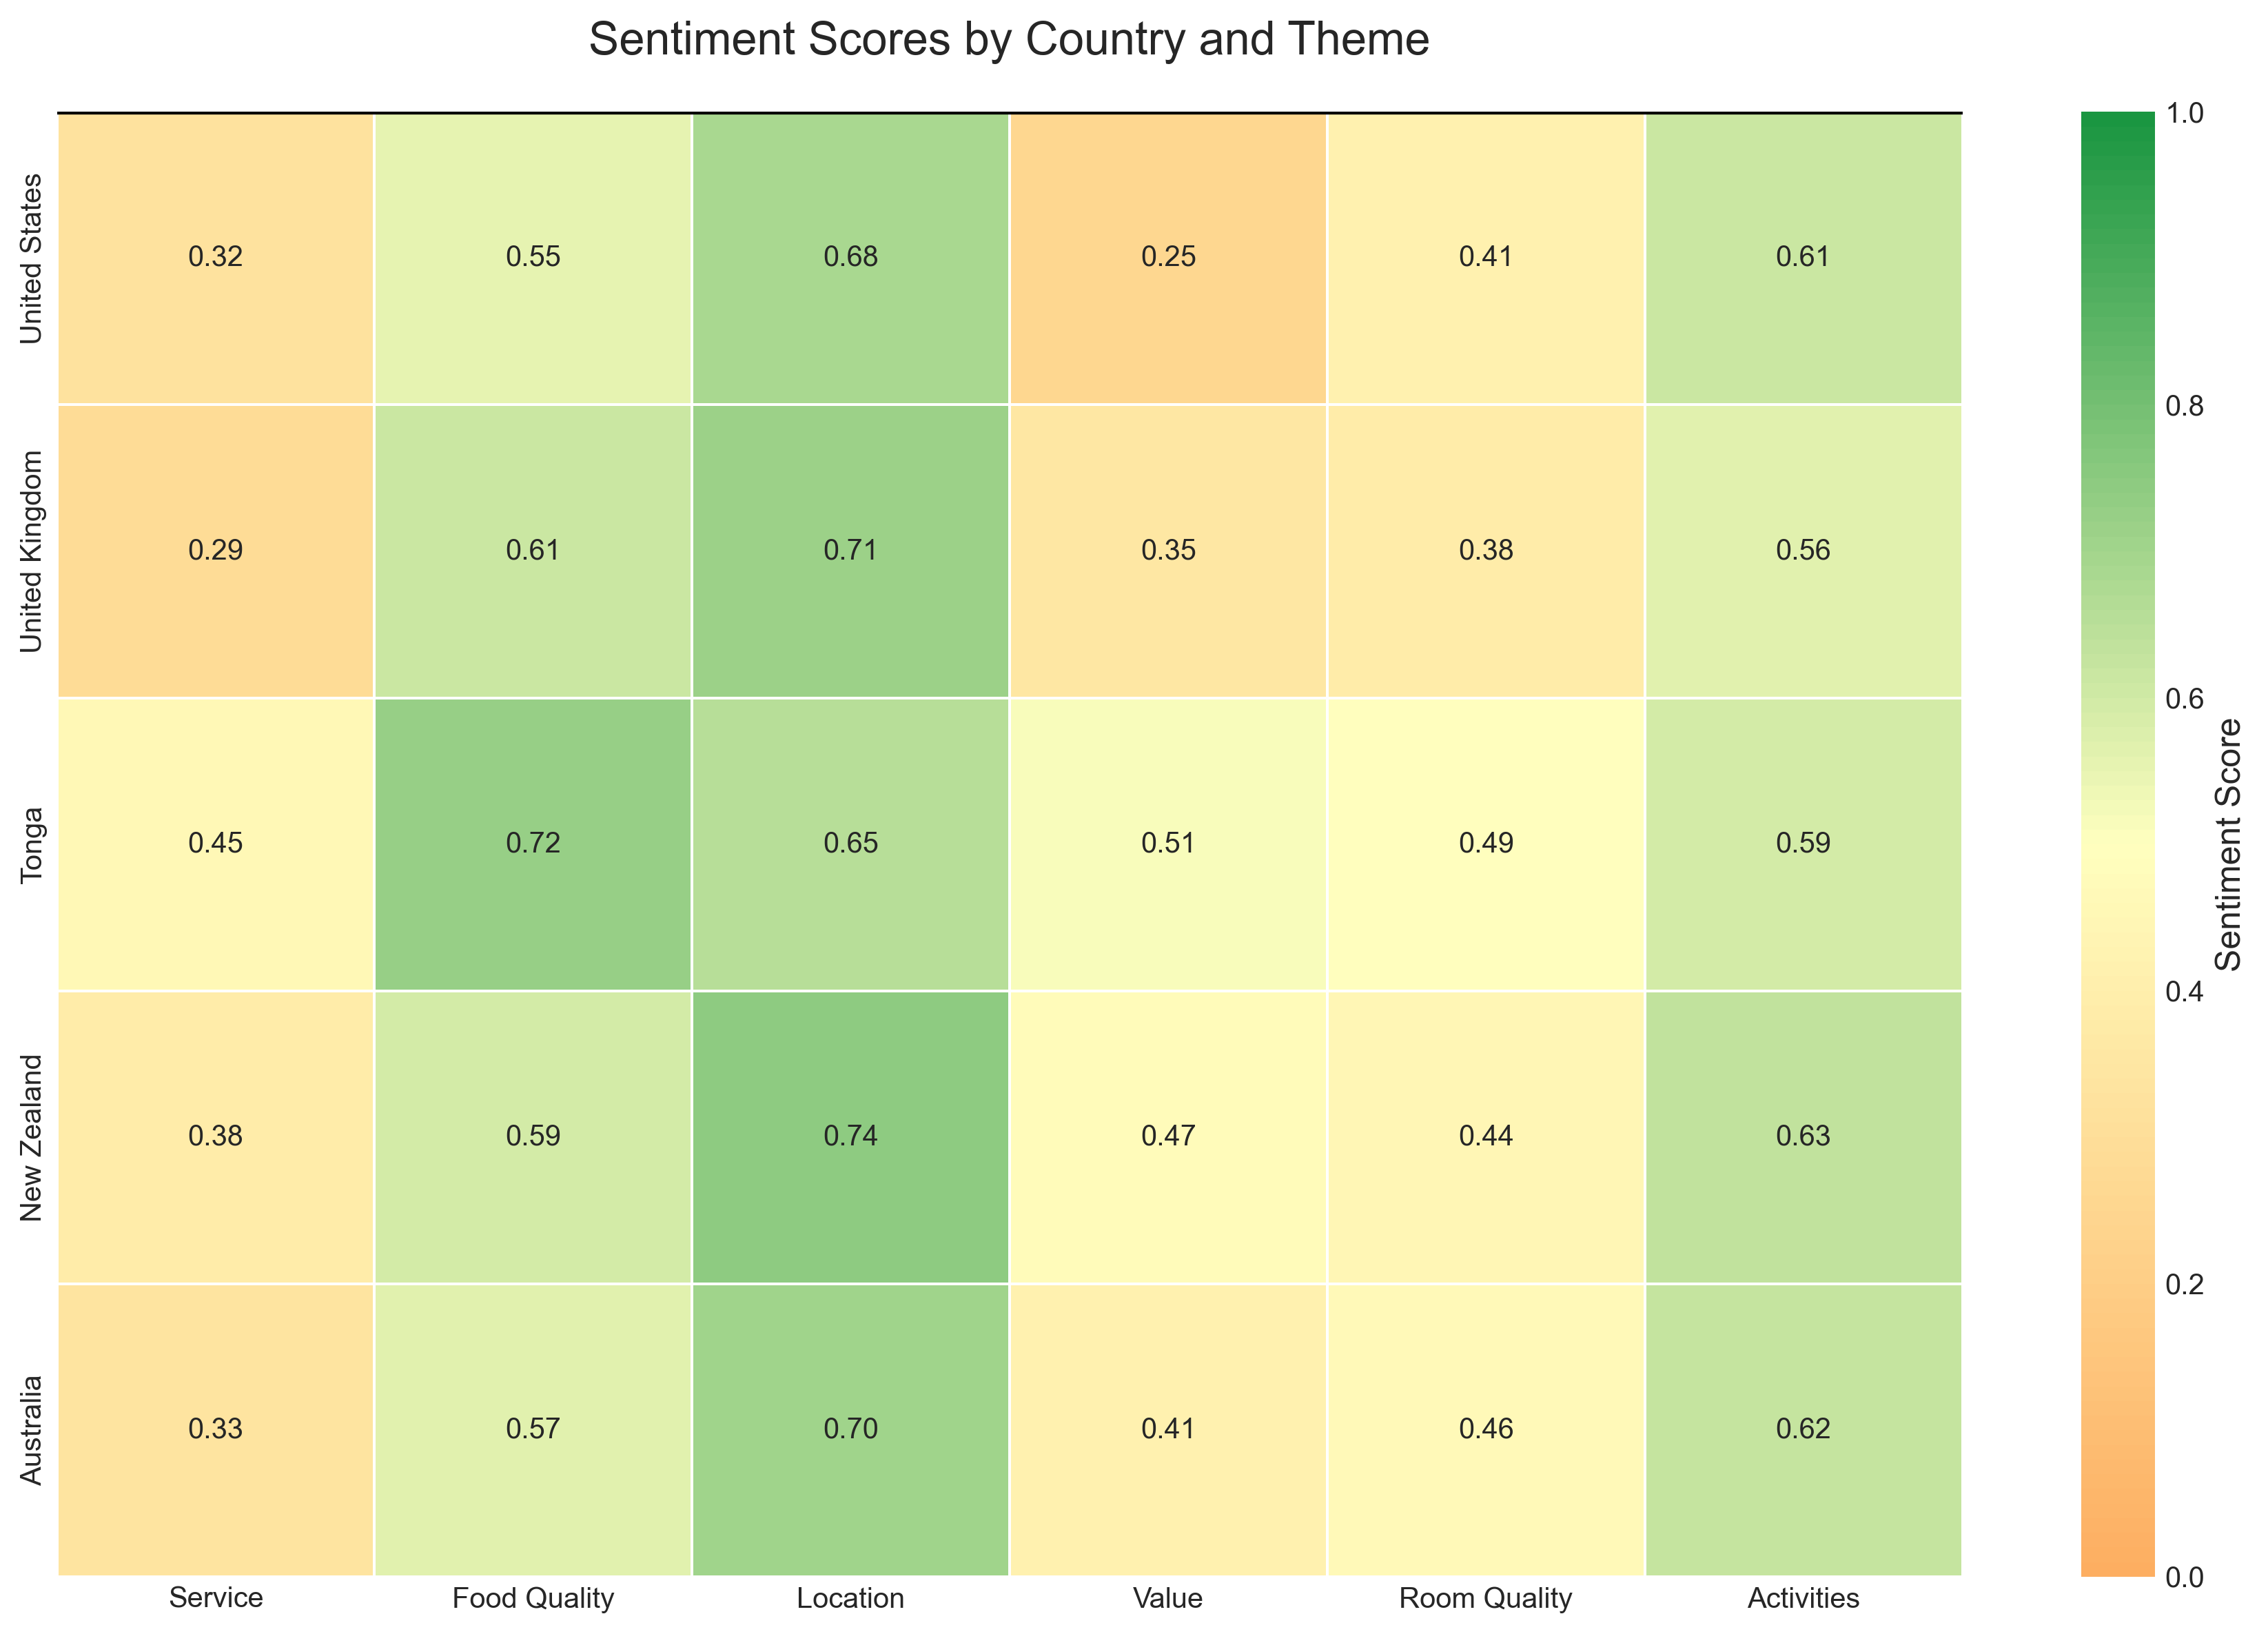 Sentiment Scores by Country and Theme
United States
0.32 0.55 0.68 0.25 0.41 0.61
United Kingdom
0.29 0.61 0.71 0.35 0.38 0.56
Tonga
0.45 0.72 0.65 0.51 0.49 0.59
New Zealand
0.38 0.59 0.74 0.47 0.44 0.63
Australia
0.33 0.57 0.70 0.41 0.46 0.62
Service Food Quality Location Value Room Quality Activities
1.0
0.8
0.6
0.4
0.2
0.0
Sentiment Score